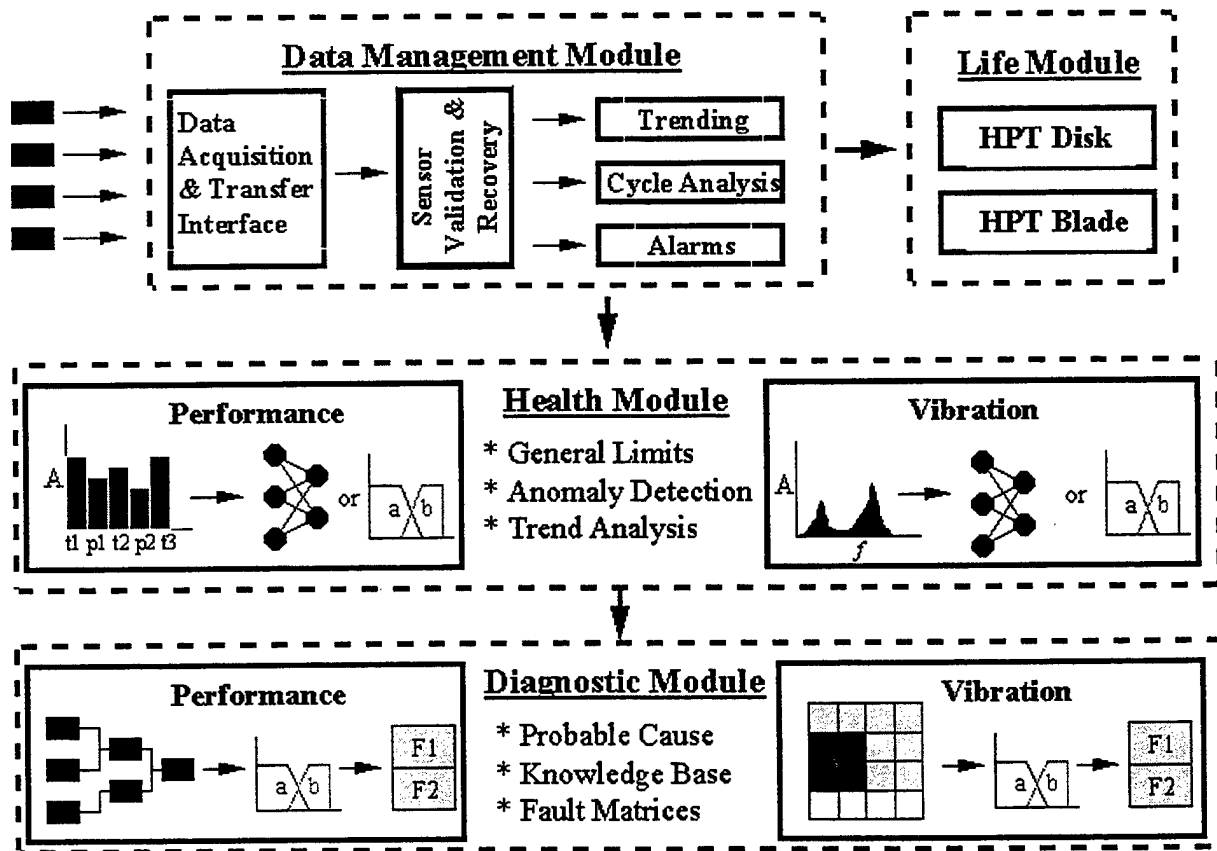 Data Management Module
Data
Acquisition
& Transfer
Interface
Sensor
Validation &
Recovery
Trending
Cycle Analysis
Alarms
Life Module
HPT Disk
HPT Blade
Performance
A
t1 p1 t2 p2 t3
or
a b
Health Module
* General Limits
* Anomaly Detection
* Trend Analysis
Vibration
A
f
or
a b
Performance
a b
F1
F2
Diagnostic Module
* Probable Cause
* Knowledge Base
* Fault Matrices
Vibration
a b
F1
F2